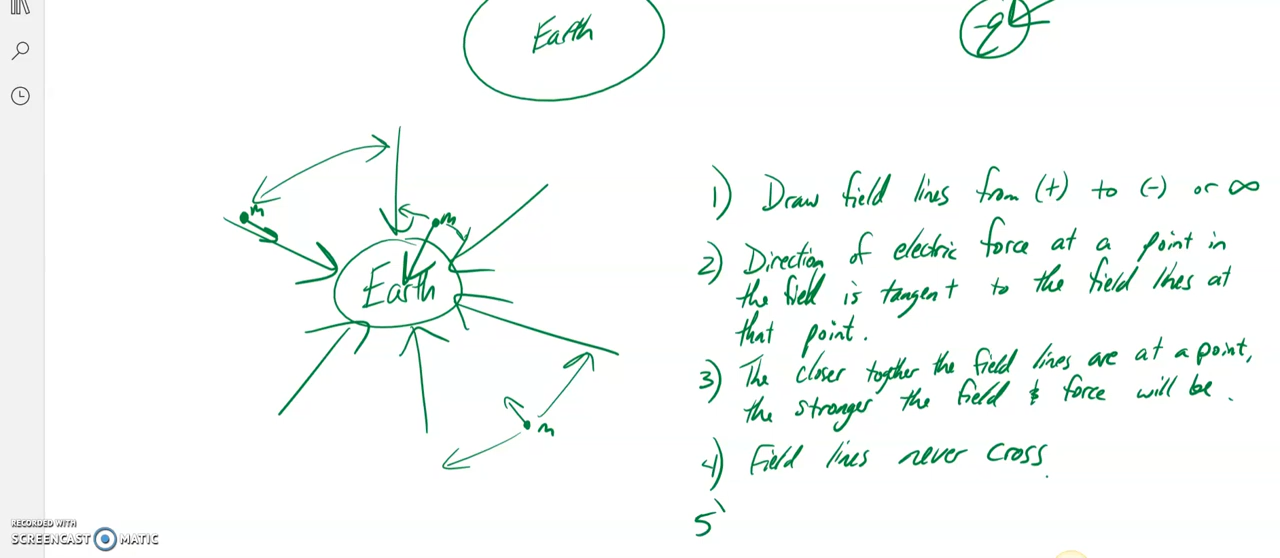 Earth
-q
m
m
Earth
m
1) Draw field lines from (+) to (-) or ∞
2) Direction of electric force at a point in
the field is tangent to the field lines at
that point.
3) The closer together the field lines are at a point,
the stronger the field & force will be.
4) Field lines never cross.
5)
RECORDED WITH
SCREENCAST MATIC